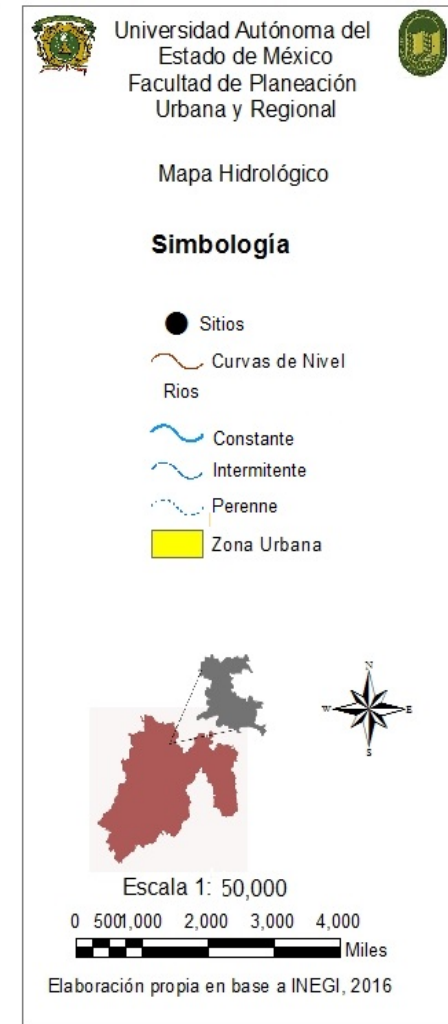 Universidad Autónoma del
Estado de México
Facultad de Planeación
Urbana y Regional
Mapa Hidrológico
Simbología
Sitios
Curvas de Nivel
Rios
Constante
Intermitente
Perenne
Zona Urbana
N
W E
S
Escala 1: 50,000
0 500 1,000 2,000 3,000 4,000
Miles
Elaboración propia en base a INEGI, 2016